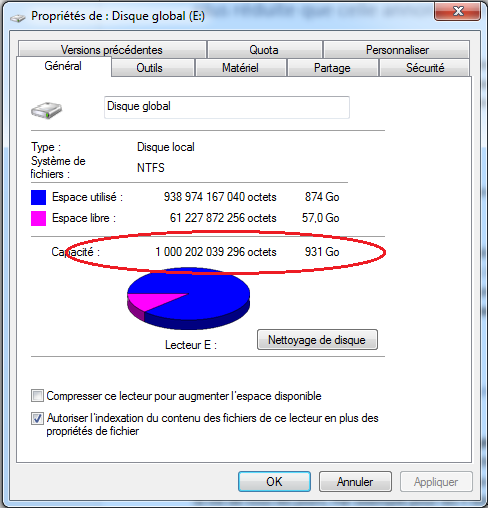 Propriétés de : Disque global (E:)
Versions précédentes Quota Personnaliser
Général Outils Matériel Partage Sécurité
Disque global
Type : Disque local
Système de
fichiers : NTFS
Espace utilisé : 938 974 167 040 octets 874 Go
Espace libre : 61 227 872 256 octets 57,0 Go
Capacité : 1 000 202 039 296 octets 931 Go
Lecteur E :
Nettoyage de disque
Compresser ce lecteur pour augmenter l'espace disponible
Autoriser l'indexation du contenu des fichiers de ce lecteur en plus des
propriétés de fichier
OK Annuler Appliquer